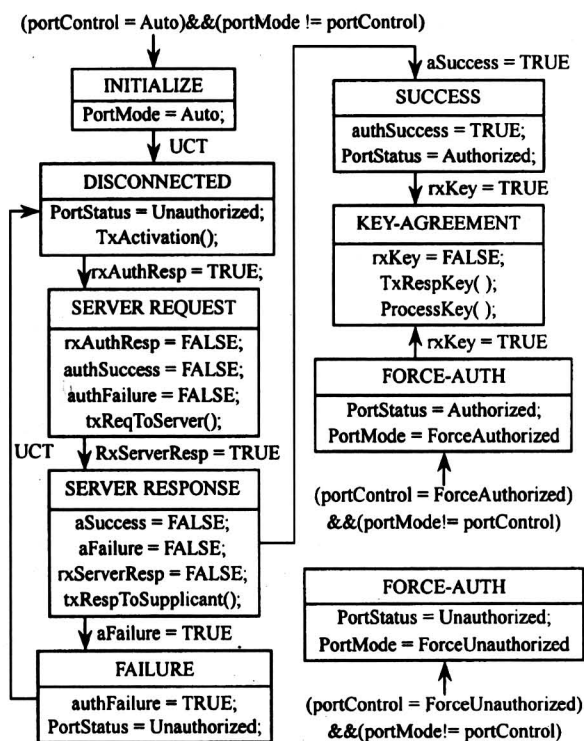 (portControl = Auto)&&(portMode != portControl)
INITIALIZE
PortMode = Auto;
UCT
DISCONNECTED
PortStatus = Unauthorized;
TxActivation();
rxAuthResp = TRUE;
SERVER REQUEST
rxAuthResp = FALSE;
authSuccess = FALSE;
authFailure = FALSE;
txReqToServer();
UCT
RxServerResp = TRUE
SERVER RESPONSE
aSuccess = FALSE;
aFailure = FALSE;
rxServerResp = FALSE;
txRespToSupplicant();
aFailure = TRUE
FAILURE
authFailure = TRUE;
PortStatus = Unauthorized;
aSuccess = TRUE
SUCCESS
authSuccess = TRUE;
PortStatus = Authorized;
rxKey = TRUE
KEY-AGREEMENT
rxKey = FALSE;
TxRespKey( );
ProcessKey( );
rxKey = TRUE
FORCE-AUTH
PortStatus = Authorized;
PortMode = ForceAuthorized
(portControl = ForceAuthorized)
&&(portMode!= portControl)
FORCE-AUTH
PortStatus = Unauthorized;
PortMode = ForceUnauthorized
(portControl = ForceUnauthorized)
&&(portMode!= portControl)